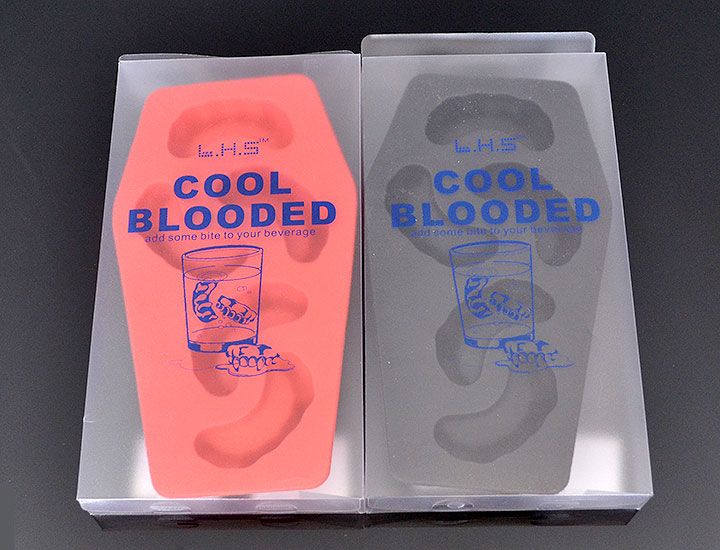 L.H.S™
COOL
BLOODED
add some bite to your beverage
L.H.S™
COOL
BLOODED
add some bite to your beverage